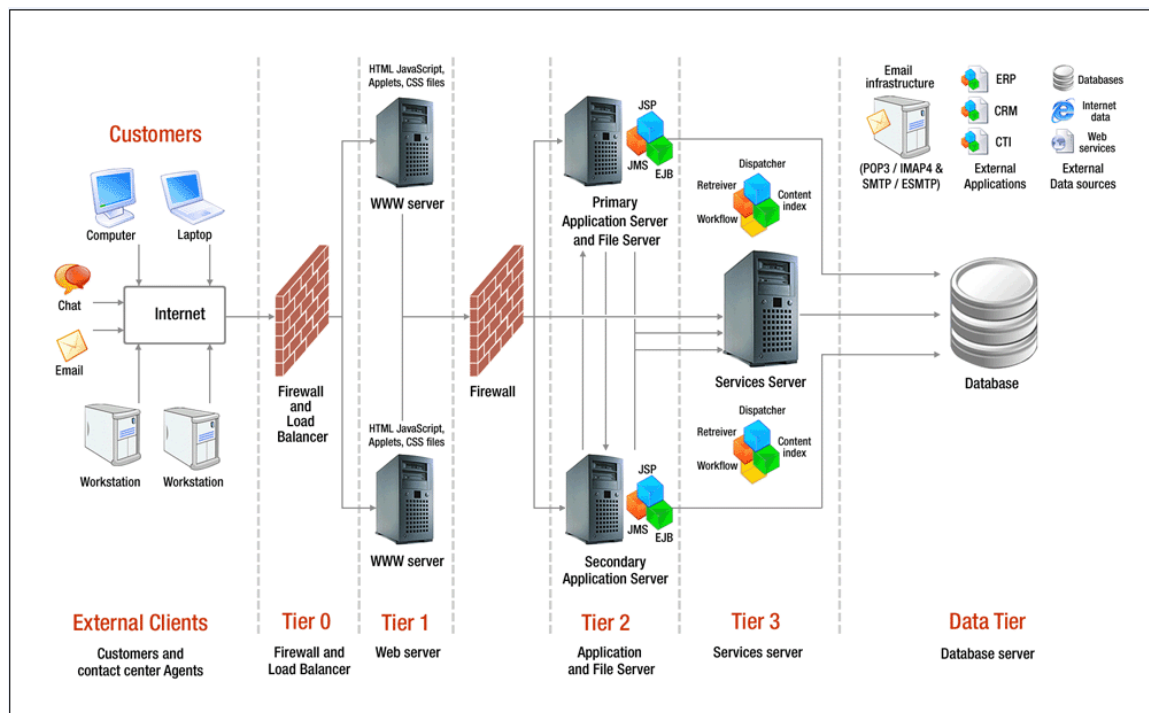 Customers
Computer
Laptop
Chat
Internet
Email
Workstation
Workstation
External Clients
Customers and
contact center Agents
Firewall
and
Load
Balancer
Tier 0
Firewall and
Load Balancer
HTML JavaScript,
Applets, CSS files
WWW server
HTML JavaScript,
Applets, CSS files
WWW server
Tier 1
Web server
Firewall
JSP
JMS
EJB
Primary
Application Server
and File Server
JSP
JMS
EJB
Secondary
Application Server
Tier 2
Application
and File Server
Dispatcher
Retreiver
Content
index
Workflow
Services Server
Dispatcher
Retreiver
Content
index
Workflow
Tier 3
Services server
Email
infrastructure
(POP3 / IMAP4 &
SMTP / ESMTP)
ERP
CRM
CTI
External
Applications
Databases
Internet
data
Web
services
External
Data sources
Database
Data Tier
Database server